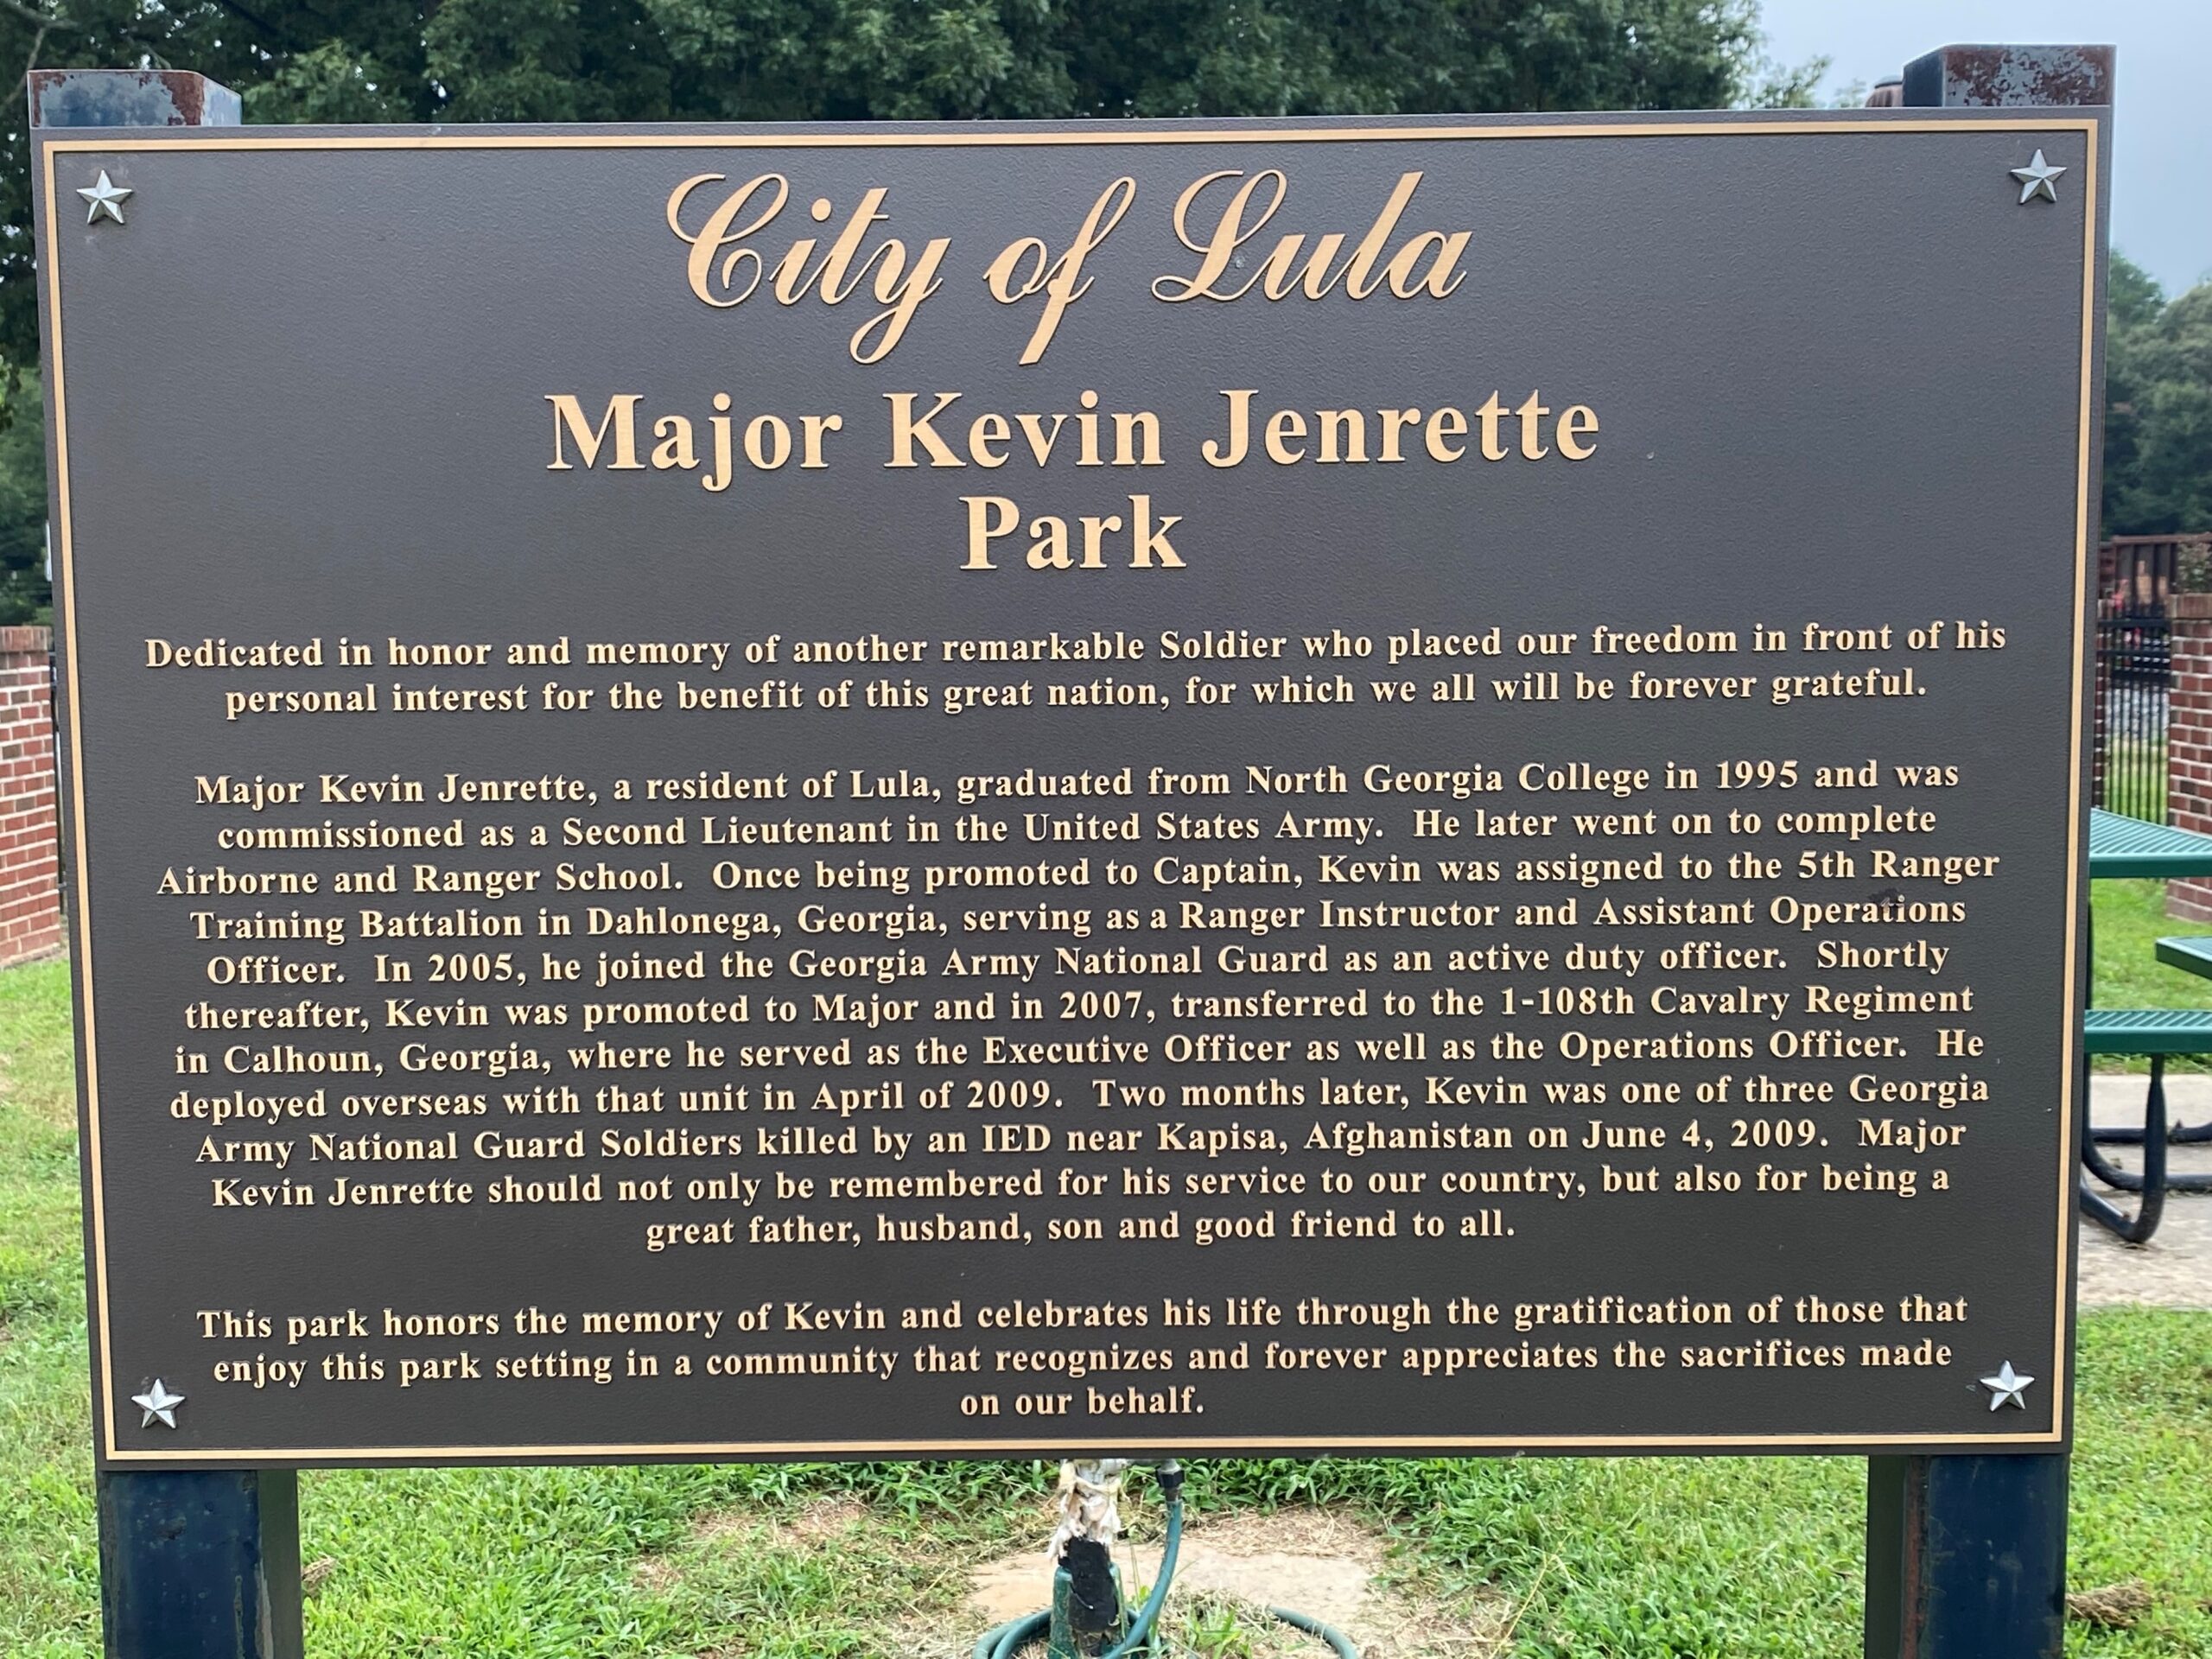 City of Lula
Major Kevin Jenrette
Park
Dedicated in honor and memory of another remarkable Soldier who placed our freedom in front of his
personal interest for the benefit of this great nation, for which we all will be forever grateful.
Major Kevin Jenrette, a resident of Lula, graduated from North Georgia College in 1995 and was
commissioned as a Second Lieutenant in the United States Army. He later went on to complete
Airborne and Ranger School. Once being promoted to Captain, Kevin was assigned to the 5th Ranger
Training Battalion in Dahlonega, Georgia, serving as a Ranger Instructor and Assistant Operations
Officer. In 2005, he joined the Georgia Army National Guard as an active duty officer. Shortly
thereafter, Kevin was promoted to Major and in 2007, transferred to the 1-108th Cavalry Regiment
in Calhoun, Georgia, where he served as the Executive Officer as well as the Operations Officer. He
deployed overseas with that unit in April of 2009. Two months later, Kevin was one of three Georgia
Army National Guard Soldiers killed by an IED near Kapisa, Afghanistan on June 4, 2009. Major
Kevin Jenrette should not only be remembered for his service to our country, but also for being a
great father, husband, son and good friend to all.
This park honors the memory of Kevin and celebrates his life through the gratification of those that
enjoy this park setting in a community that recognizes and forever appreciates the sacrifices made
on our behalf.